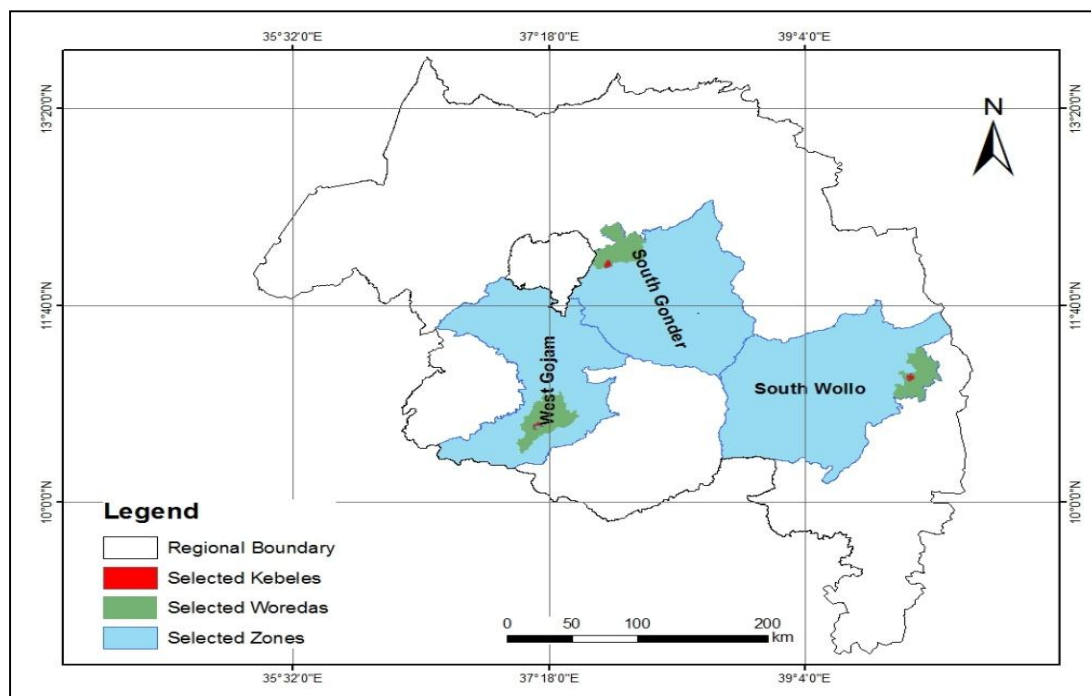 35°32'0"E 37°18'0"E 39°4'0"E
13°20'0"N 13°20'0"N
N
South Gonder
11°40'0"N 11°40'0"N
West Gojam
South Wollo
10°0'0"N 10°0'0"N
Legend
Regional Boundary
Selected Kebeles
Selected Woredas
Selected Zones
0 50 100 200
km
35°32'0"E 37°18'0"E 39°4'0"E